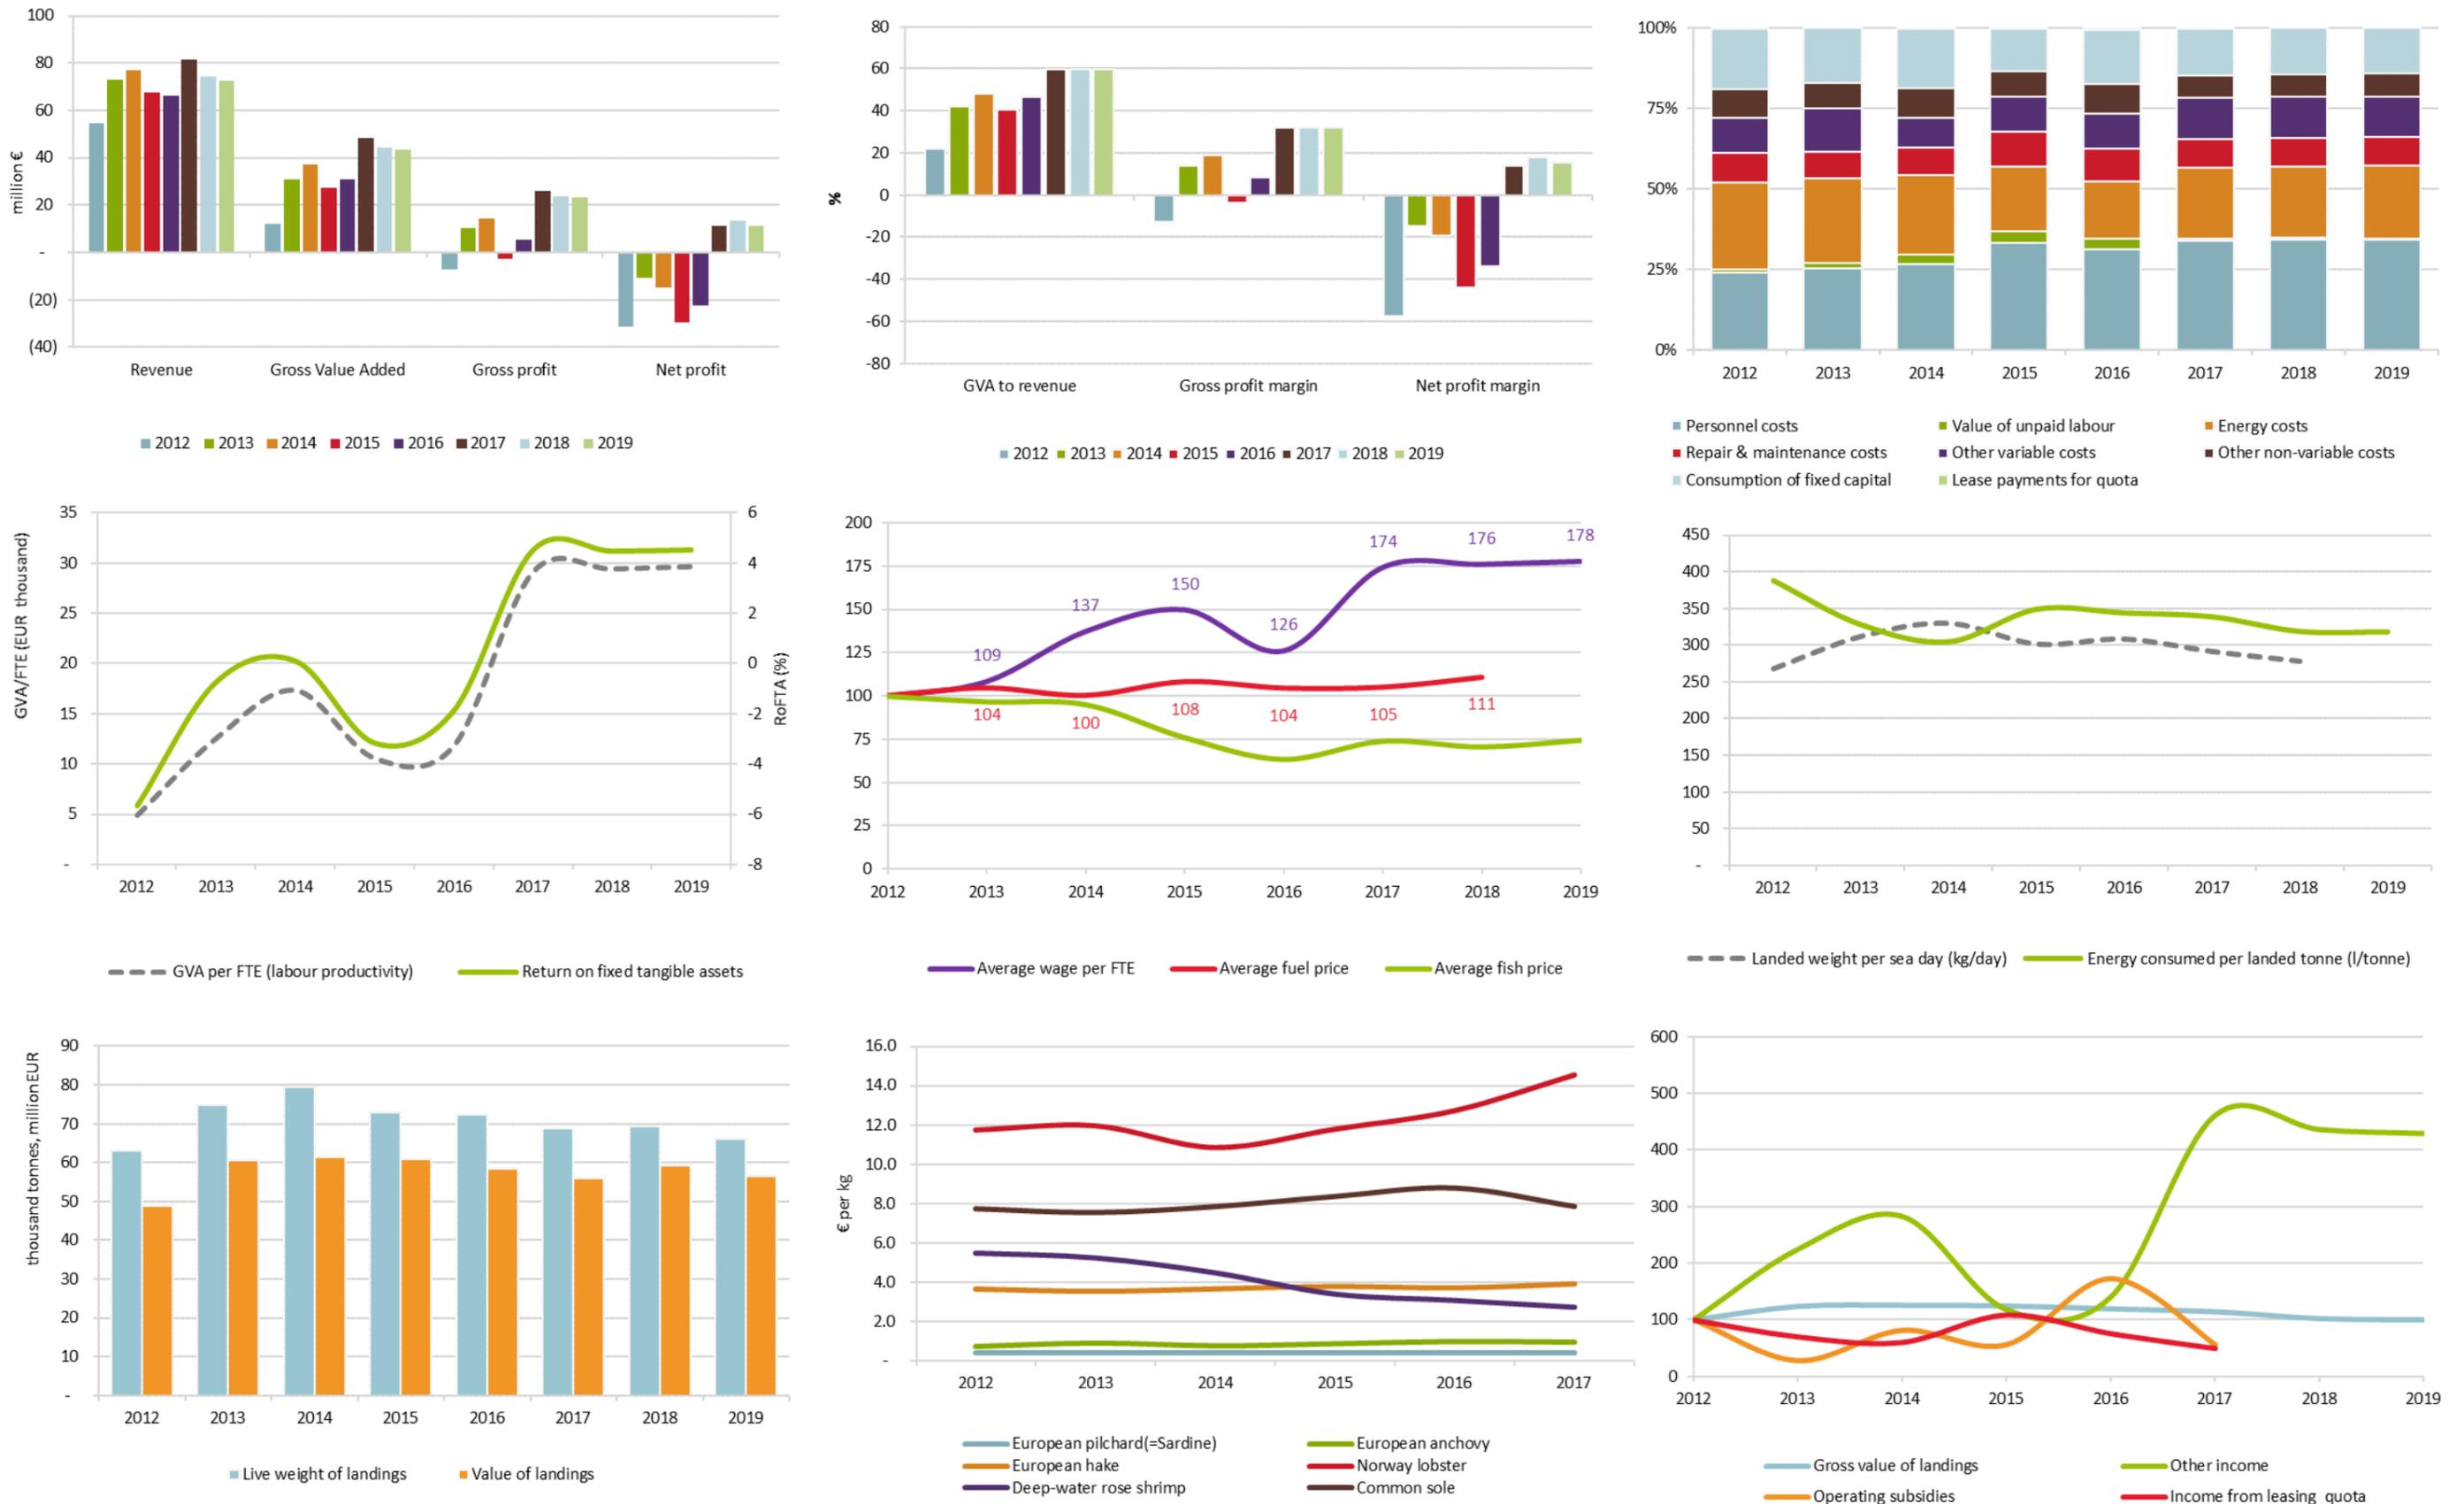 100
80
60
40
20
-
(20)
(40)
million €
Revenue
Gross Value Added
Gross profit
Net profit
2012 2013 2014 2015 2016 2017 2018 2019
80
60
40
20
0
-20
-40
-60
-80
%
GVA to revenue
Gross profit margin
Net profit margin
2012 2013 2014 2015 2016 2017 2018 2019
100%
75%
50%
25%
0%
2012 2013 2014 2015 2016 2017 2018 2019
Personnel costs
Value of unpaid labour
Energy costs
Repair & maintenance costs
Other variable costs
Other non-variable costs
Consumption of fixed capital
Lease payments for quota
35
30
25
20
15
10
5
-
GVA/FTE (EUR thousand)
6
4
2
0
-2
-4
-6
-8
RoFTA (%)
2012 2013 2014 2015 2016 2017 2018 2019
GVA per FTE (labour productivity)
Return on fixed tangible assets
200
175
150
125
100
75
50
25
0
109
137
150
126
174
176
178
104
100
108
104
105
111
2012 2013 2014 2015 2016 2017 2018 2019
Average wage per FTE
Average fuel price
Average fish price
450
400
350
300
250
200
150
100
50
-
2012 2013 2014 2015 2016 2017 2018 2019
Landed weight per sea day (kg/day)
Energy consumed per landed tonne (l/tonne)
90
80
70
60
50
40
30
20
10
-
thousand tonnes, million EUR
2012 2013 2014 2015 2016 2017 2018 2019
Live weight of landings
Value of landings
16.0
14.0
12.0
10.0
8.0
6.0
4.0
2.0
-
€ per kg
2012 2013 2014 2015 2016 2017
European pilchard(=Sardine)
European anchovy
European hake
Norway lobster
Deep-water rose shrimp
Common sole
600
500
400
300
200
100
0
2012 2013 2014 2015 2016 2017 2018 2019
Gross value of landings
Other income
Operating subsidies
Income from leasing quota